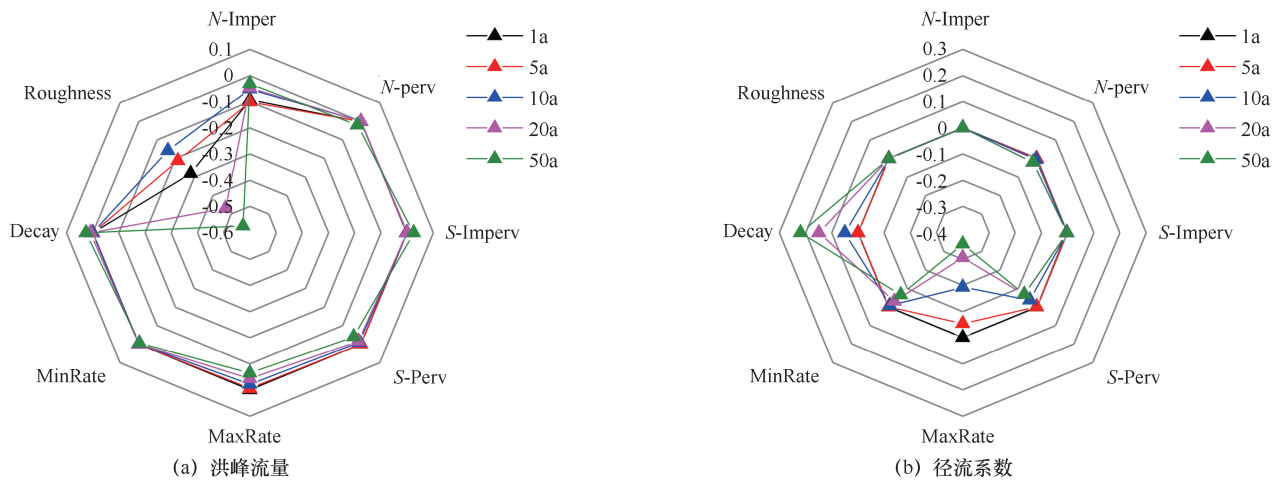 N-Imper
0.1
0
-0.1
-0.2
-0.3
-0.4
-0.5
-0.6
N-perv
S-Imperv
S-Perv
MaxRate
MinRate
Decay
Roughness
1a
5a
10a
20a
50a
(a) 洪峰流量
N-Imper
0.3
0.2
0.1
0
-0.1
-0.2
-0.3
-0.4
N-perv
S-Imperv
S-Perv
MaxRate
MinRate
Decay
Roughness
1a
5a
10a
20a
50a
(b) 径流系数